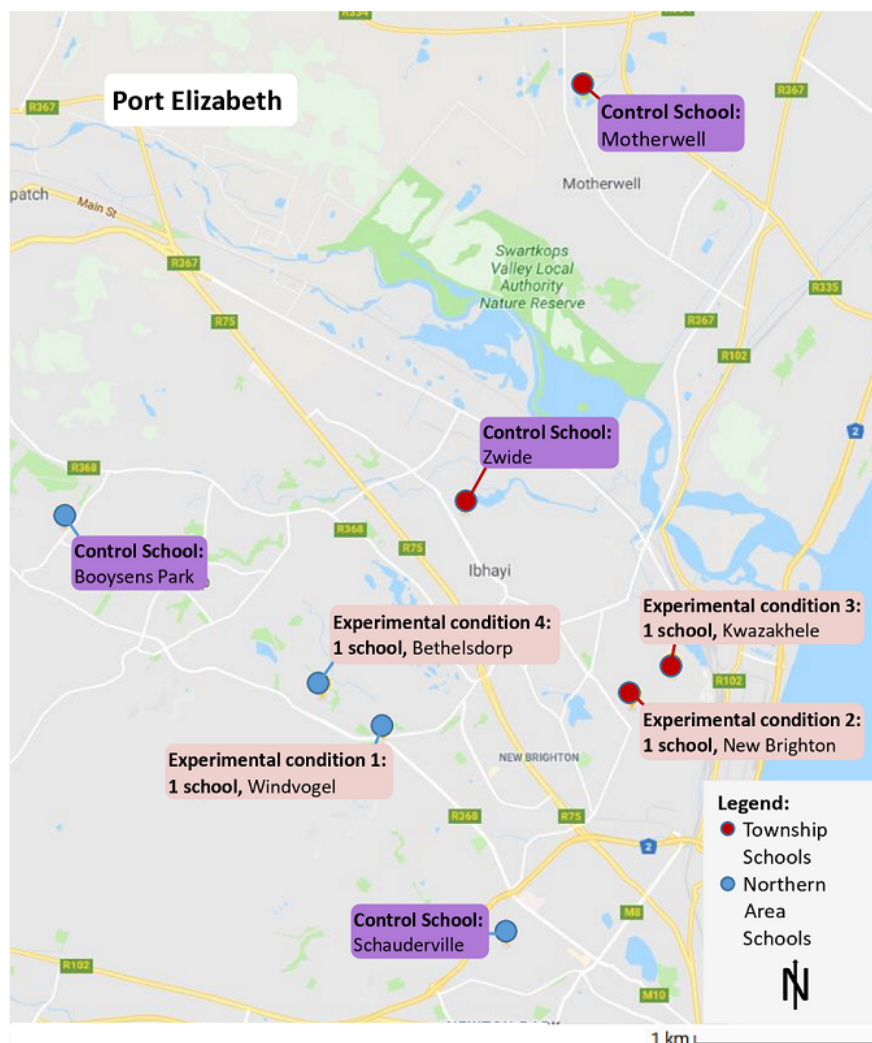 R334
R367
R367
Port Elizabeth
Control School:
Motherwell
Motherwell
patch
Main St
R367
Swartkops
Valley Local
Authority
Nature Reserve
R335
R75
R367
R102
2
Control School:
Zwide
R368
R368
R75
Control School:
Booysens Park
Ibhayi
Experimental condition 4:
1 school, Bethelsdorp
Experimental condition 3:
1 school, Kwazakhele
R102
Experimental condition 2:
1 school, New Brighton
Experimental condition 1:
1 school, Windvogel
NEW BRIGHTON
R368
R75
2
Legend:
Township
Schools
Northern
Area
Schools
N
Control School:
Schauderville
M8
R102
M10
1 km